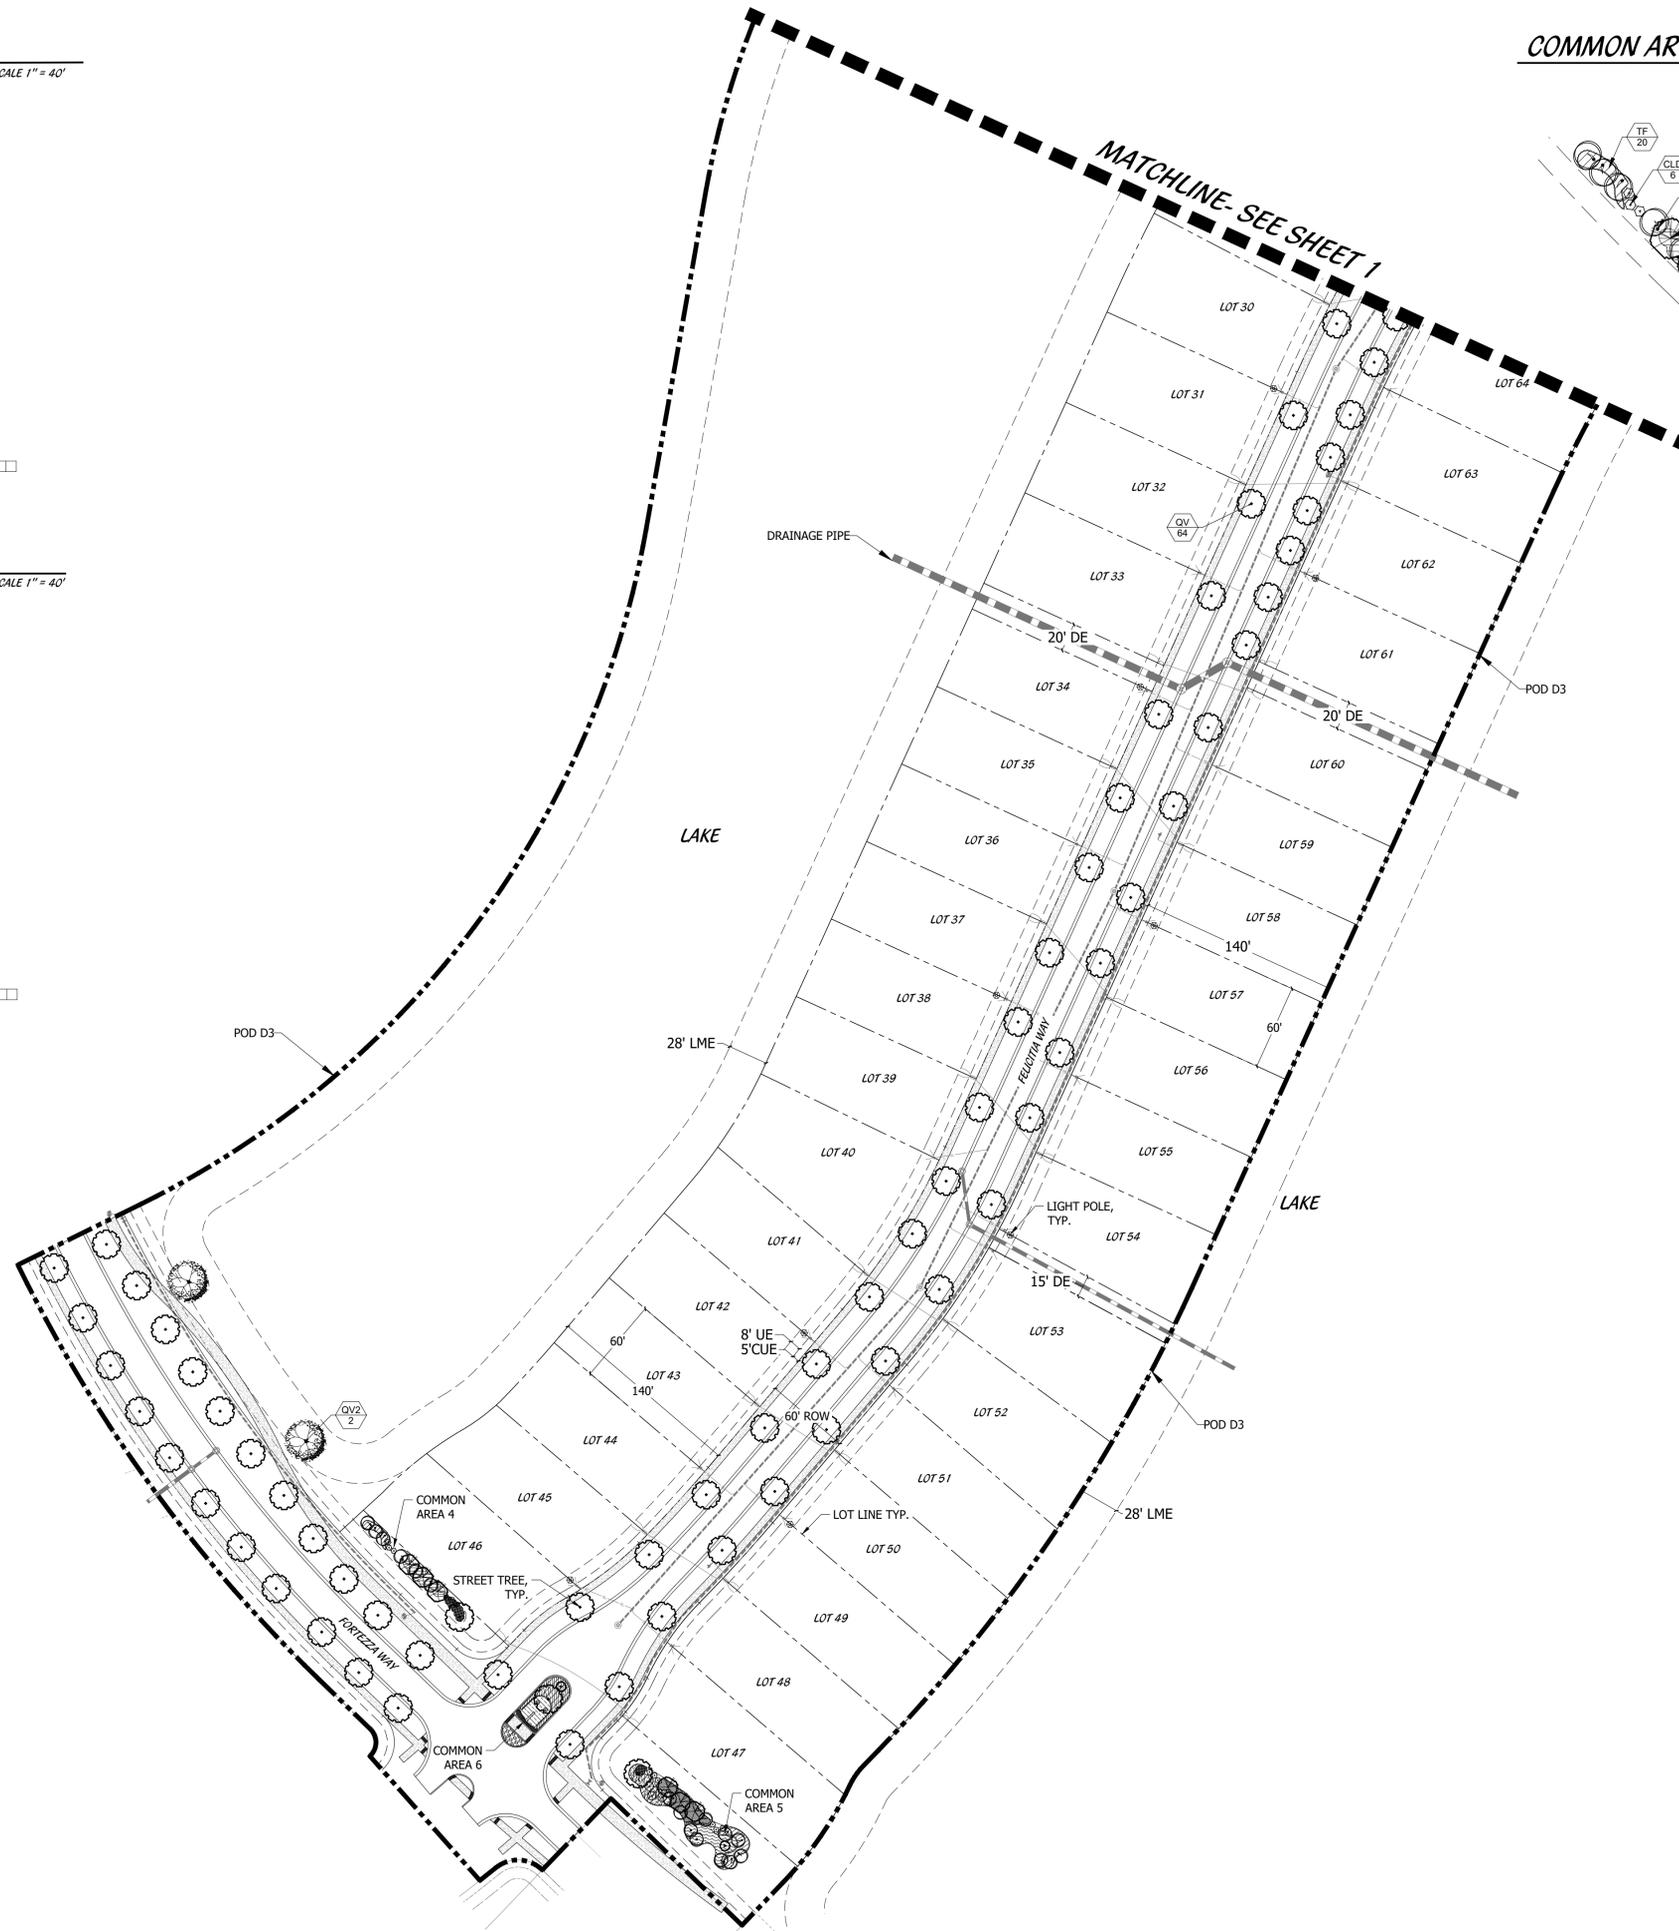 CALE 1" = 40'
COMMON AR
TF
20
CLD
6
MATCHLINE- SEE SHEET 1
LOT 30
LOT 64
LOT 31
LOT 63
LOT 32
QV
64
DRAINAGE PIPE
LOT 62
CALE 1" = 40'
LOT 33
20' DE
LOT 61
LOT 34
POD D3
20' DE
LOT 35
LOT 60
LAKE
LOT 36
LOT 59
LOT 37
LOT 58
140'
LOT 38
LOT 57
60'
POD D3
28' LME
FELICITIA WAY
LOT 39
LOT 56
LOT 40
LOT 55
LAKE
LIGHT POLE,
TYP.
LOT 54
LOT 41
15' DE
LOT 42
8' UE
5'CUE
LOT 53
60'
LOT 43
140'
QV2
2
60' ROW
LOT 52
POD D3
LOT 44
LOT 51
LOT 45
COMMON
AREA 4
LOT LINE TYP.
28' LME
LOT 46
LOT 50
STREET TREE,
TYP.
LOT 49
FORTEZZA WAY
LOT 48
COMMON
AREA 6
LOT 47
COMMON
AREA 5